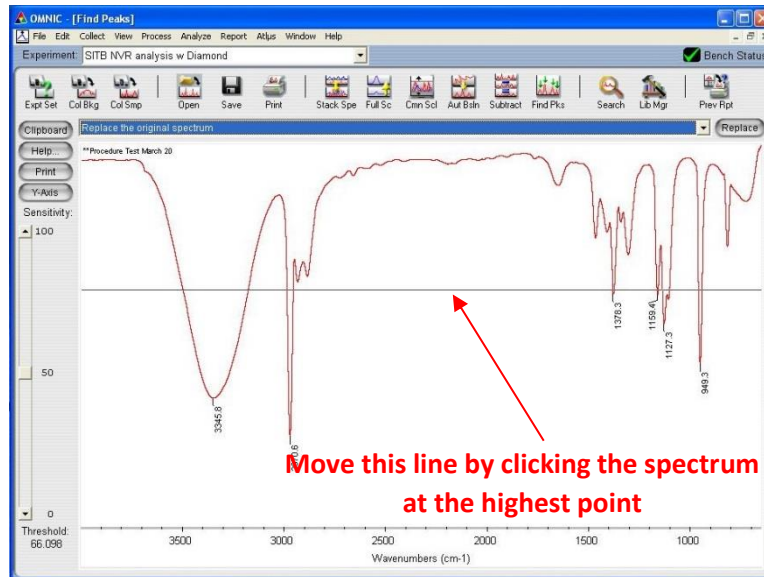 OMNIC - [Find Peaks]
File Edit Collect View Process Analyze Report Atlµs Window Help
Experiment: SITB NVR analysis w Diamond Bench Status
Expt Set Col Bkg Col Smp Open Save Print Stack Spe Full Sc Cmn Scl Aut Bsln Subtract Find Pks Search Lib Mgr Prev Rpt
Clipboard Replace the original spectrum Replace
Help...
Print
Y-Axis
Sensitivity:
100
50
0
Threshold:
66.098
**Procedure Test March 20
3345.8
1378.3
1159.4
1127.3
949.3
Move this line by clicking the spectrum
at the highest point
3500 3000 2500 2000 1500 1000
Wavenumbers (cm-1)